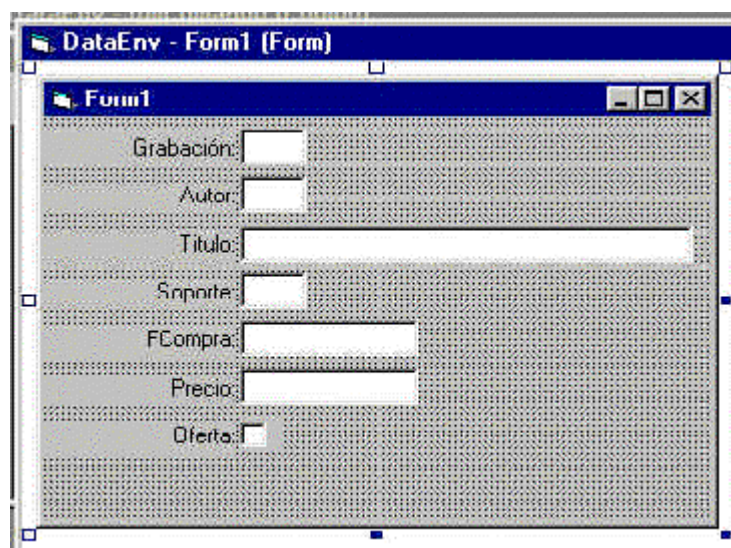 DataEnv - Form1 (Form)
Form1
Grabación:
Autor:
Titulo:
Soporte:
FCompra:
Precio:
Oferta: